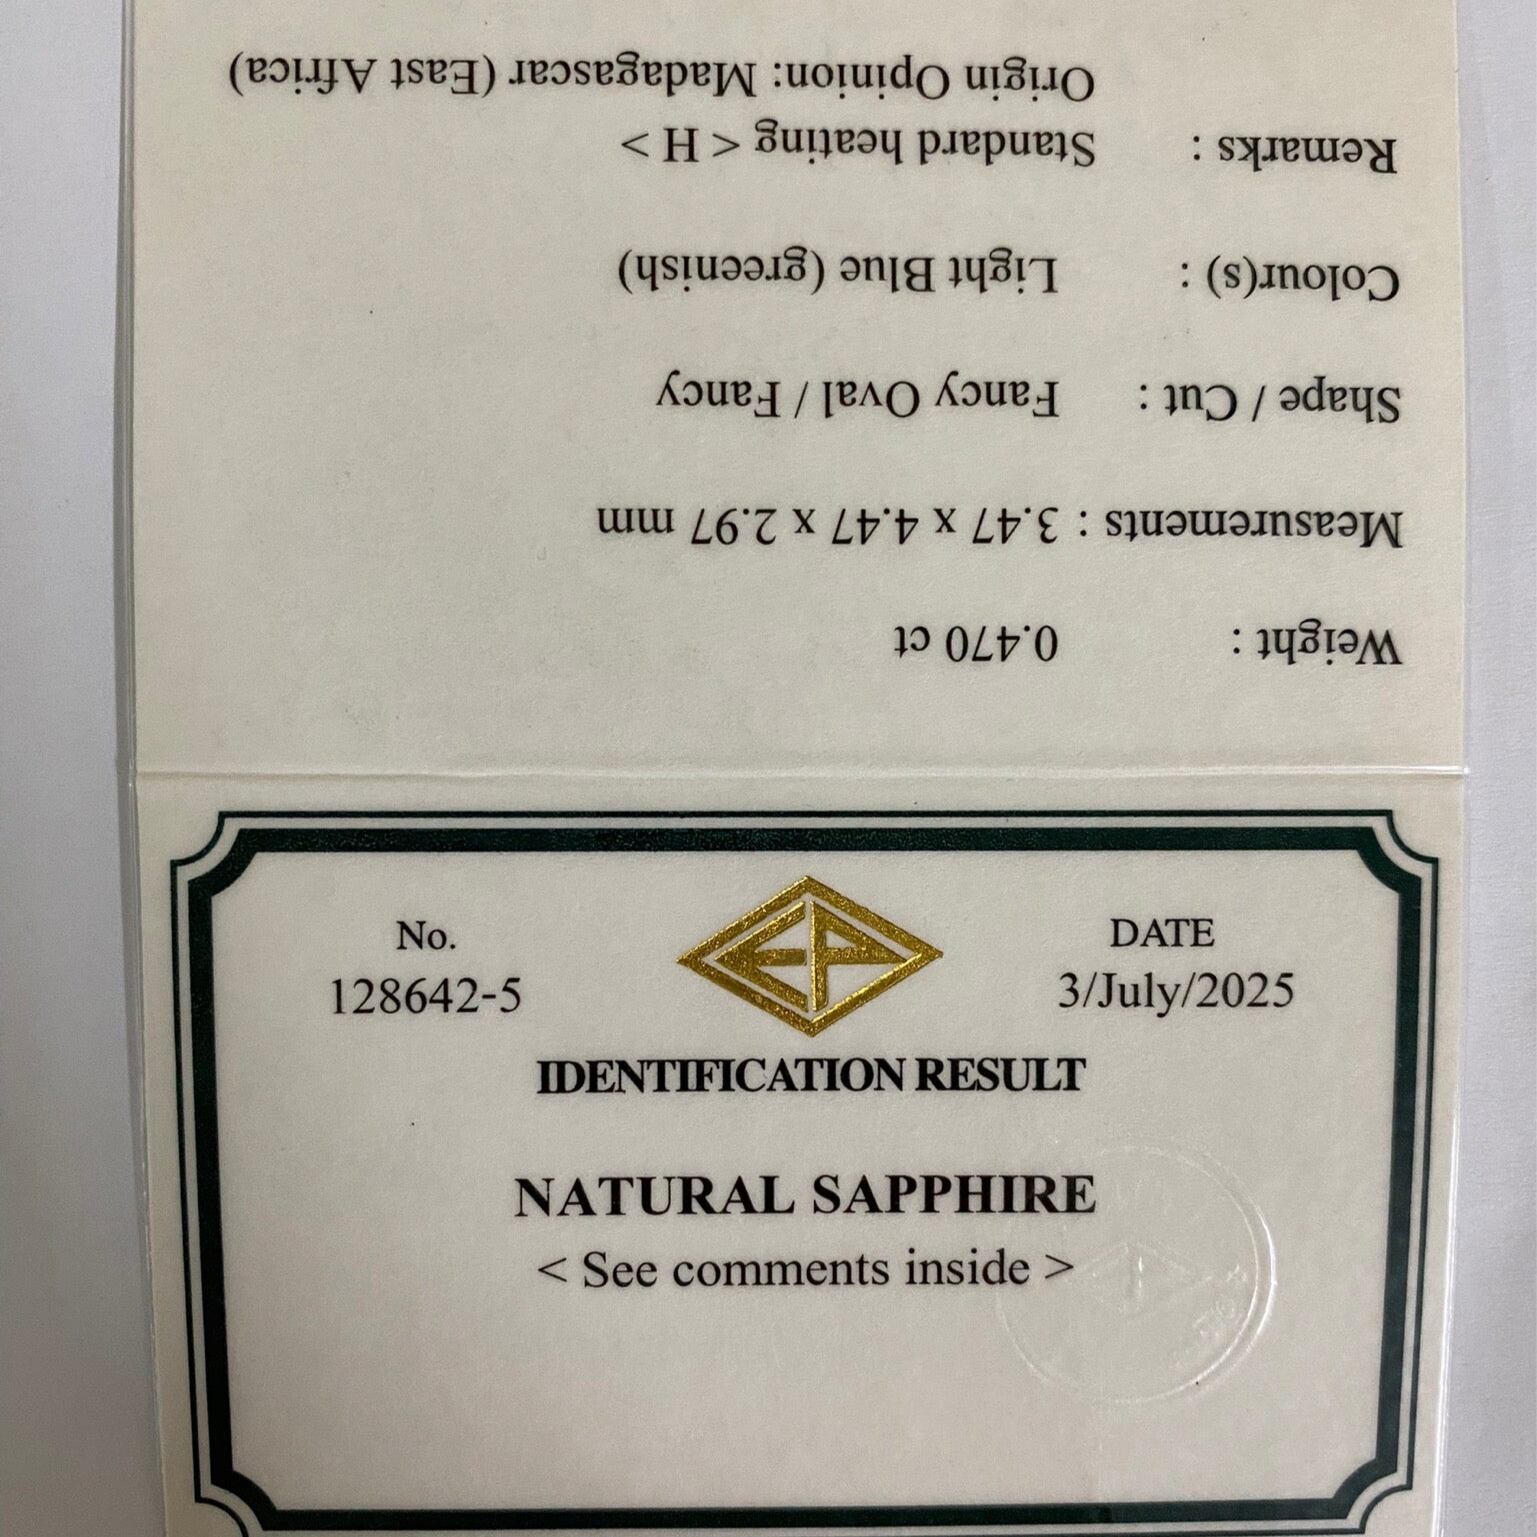 Weight : 0.470 ct
Measurements : 3.47 x 4.47 x 2.97 mm
Shape / Cut : Fancy Oval / Fancy
Colour(s) : Light Blue (greenish)
Remarks : Standard heating < H >
Origin Opinion: Madagascar (East Africa)
EP
No.
128642-5
DATE
3/July/2025
IDENTIFICATION RESULT
NATURAL SAPPHIRE
< See comments inside >